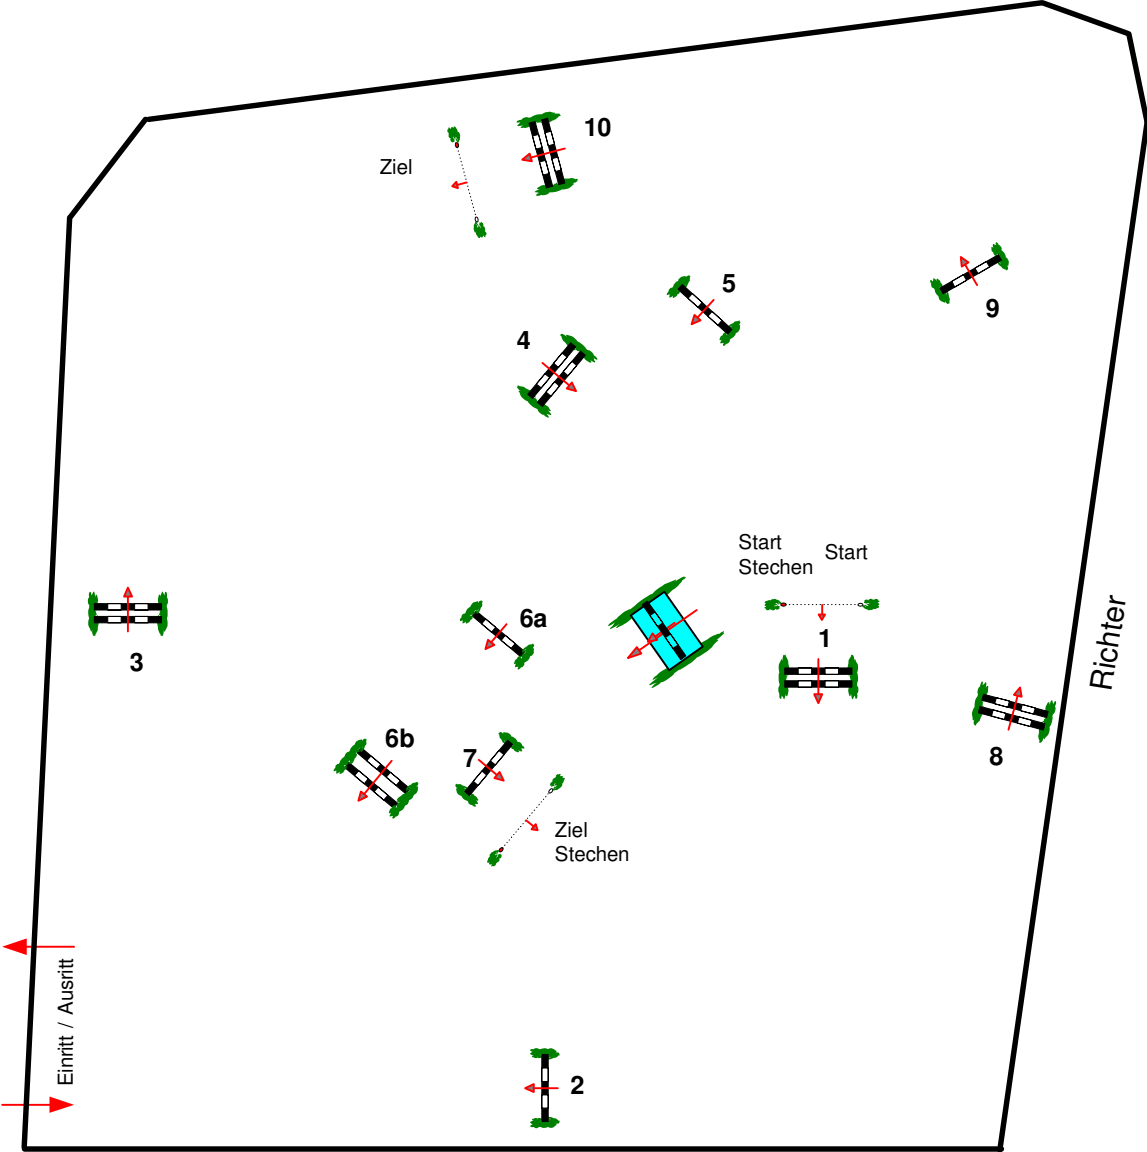 10
Ziel
5
9
4
Start
Stechen
Start
6a
1
3
Richter
6b
7
8
Ziel
Stechen
Einritt / Ausritt
2